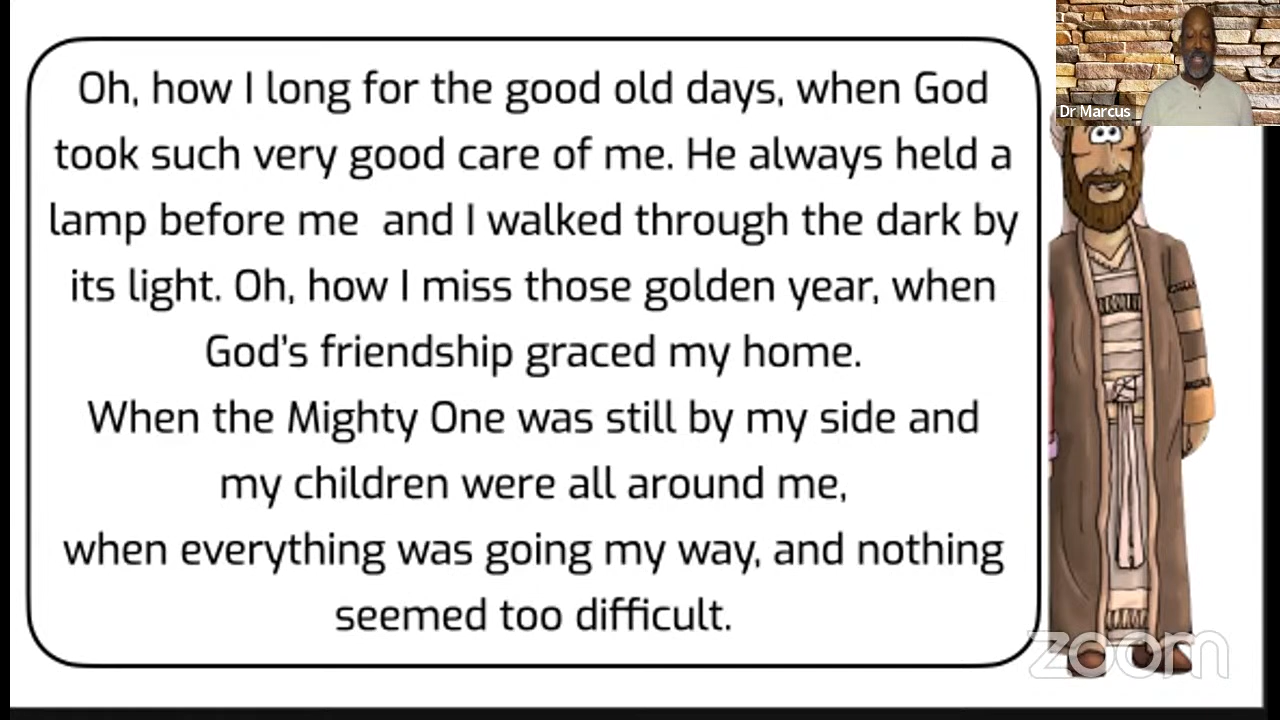 Oh, how I long for the good old days, when God
took such very good care of me. He always held a
lamp before me  and I walked through the dark by
its light. Oh, how I miss those golden year, when
God's friendship graced my home.
When the Mighty One was still by my side and
my children were all around me,
when everything was going my way, and nothing
seemed too difficult.
Dr Marcus
zoom